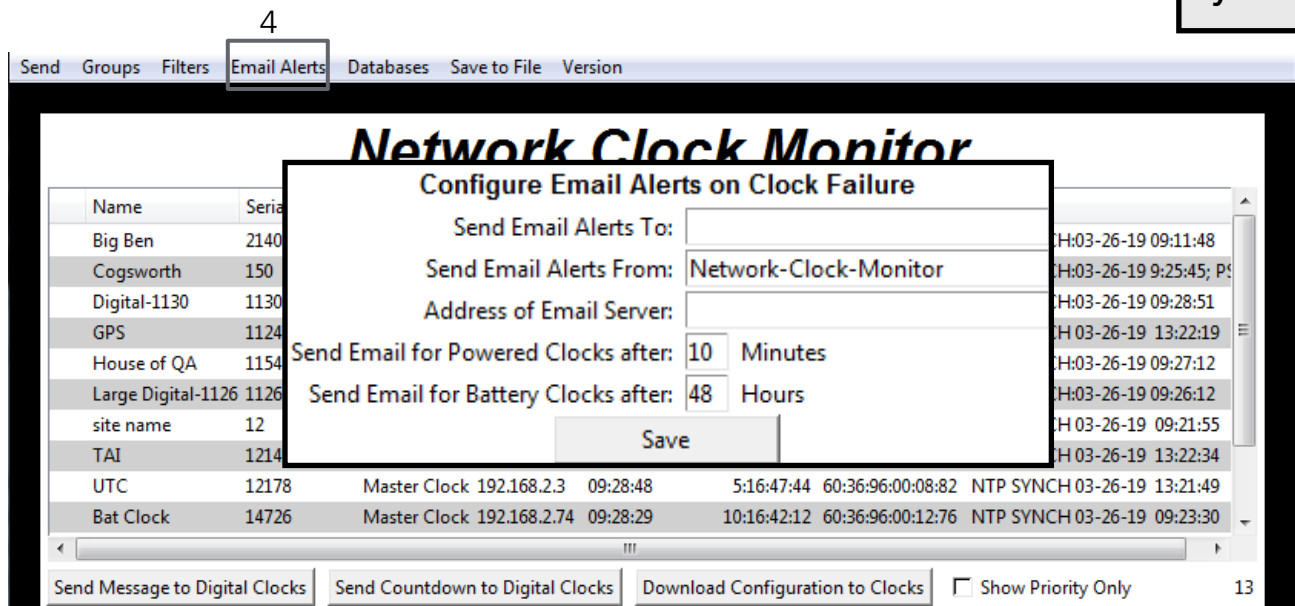 4
Send Groups Filters Email Alerts Databases Save to File Version
Network Clock Monitor
Configure Email Alerts on Clock Failure
Send Email Alerts To:
Send Email Alerts From: Network-Clock-Monitor
Address of Email Server:
Send Email for Powered Clocks after: 10 Minutes
Send Email for Battery Clocks after: 48 Hours
Save
Name Seria
Big Ben 2140 CH:03-26-19 09:11:48
Cogsworth 150 CH:03-26-19 9:25:45; PS
Digital-1130 1130 CH:03-26-19 09:28:51
GPS 1124 CH 03-26-19 13:22:19
House of QA 1154 CH:03-26-19 09:27:12
Large Digital-1126 1126 CH:03-26-19 09:26:12
site name 12 CH 03-26-19 09:21:55
TAI 1214 CH 03-26-19 13:22:34
UTC 12178 Master Clock 192.168.2.3 09:28:48 5:16:47:44 60:36:96:00:08:82 NTP SYNCH 03-26-19 13:21:49
Bat Clock 14726 Master Clock 192.168.2.74 09:28:29 10:16:42:12 60:36:96:00:12:76 NTP SYNCH 03-26-19 09:23:30
Send Message to Digital Clocks Send Countdown to Digital Clocks Download Configuration to Clocks Show Priority Only 13